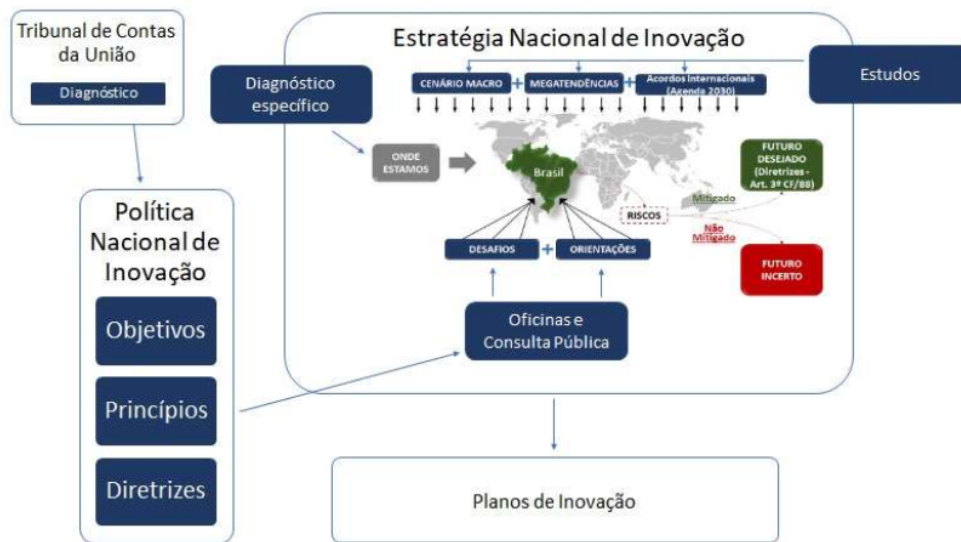 Tribunal de Contas
da União
Diagnóstico
Política
Nacional de
Inovação
Objetivos
Princípios
Diretrizes
Estratégia Nacional de Inovação
Diagnóstico
específico
Estudos
CENÁRIO MACRO
+
MEGATENDÊNCIAS
+
Acordos Internacionais
(Agenda 2030)
ONDE
ESTAMOS
Brasil
RISCOS
Mitigado
Não
Mitigado
FUTURO
DESEJADO
(Diretrizes -
Art. 3º CF/88)
FUTURO
INCERTO
DESAFIOS
+
ORIENTAÇÕES
Oficinas e
Consulta Pública
Planos de Inovação